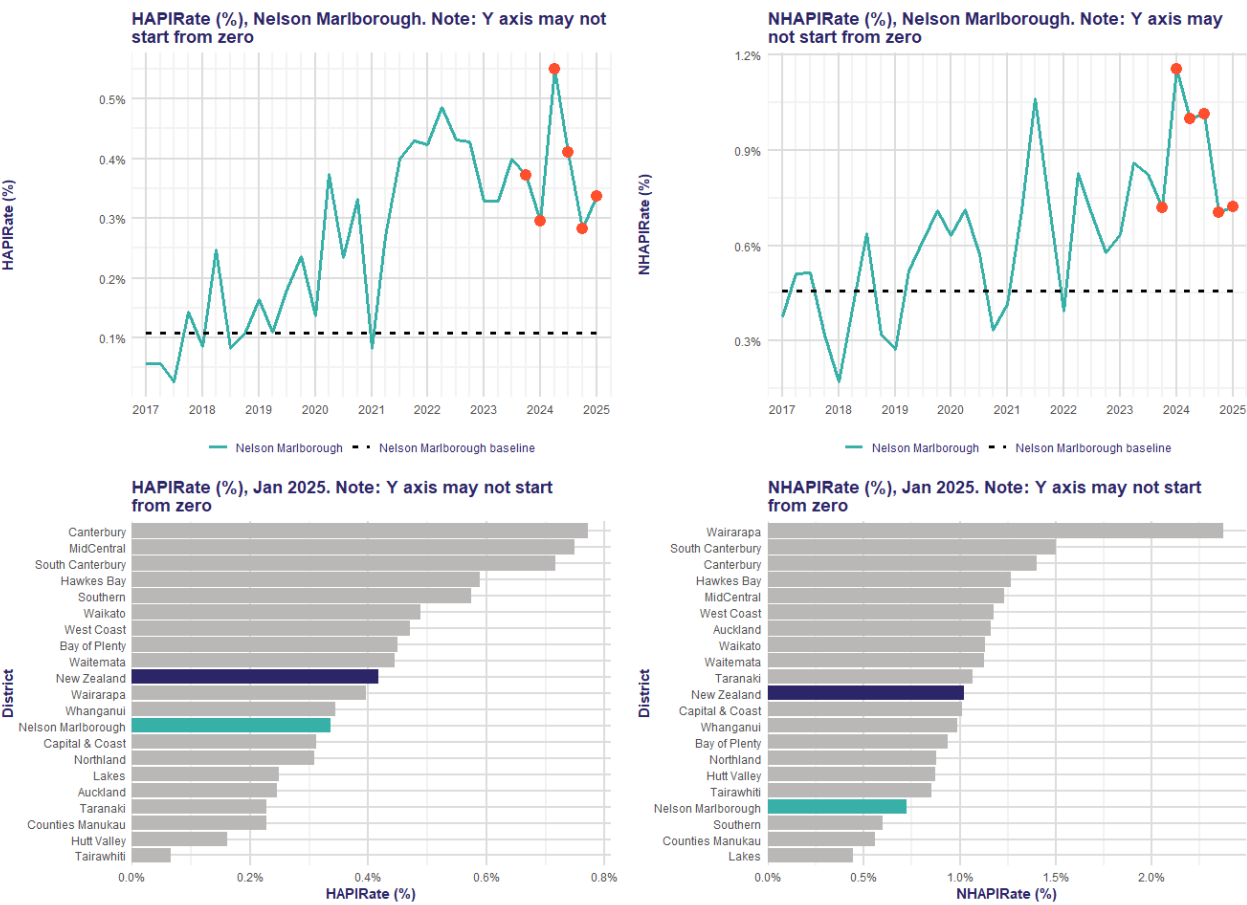 HAPIRate (%), Nelson Marlborough. Note: Y axis may not
start from zero
HAPIRate (%)
0.5%
0.4%
0.3%
0.2%
0.1%
2017 2018 2019 2020 2021 2022 2023 2024 2025
Nelson Marlborough Nelson Marlborough baseline
NHAPIRate (%), Nelson Marlborough. Note: Y axis may
not start from zero
NHAPIRate (%)
1.2%
0.9%
0.6%
0.3%
2017 2018 2019 2020 2021 2022 2023 2024 2025
Nelson Marlborough Nelson Marlborough baseline
HAPIRate (%), Jan 2025. Note: Y axis may not start
from zero
District
Canterbury
MidCentral
South Canterbury
Hawkes Bay
Southern
Waikato
West Coast
Bay of Plenty
Waitemata
New Zealand
Wairarapa
Whanganui
Nelson Marlborough
Capital & Coast
Northland
Lakes
Auckland
Taranaki
Counties Manukau
Hutt Valley
Tairawhiti
0.0% 0.2% 0.4% 0.6% 0.8%
HAPIRate (%)
NHAPIRate (%), Jan 2025. Note: Y axis may not start
from zero
District
Wairarapa
South Canterbury
Canterbury
Hawkes Bay
MidCentral
West Coast
Auckland
Waikato
Waitemata
Taranaki
New Zealand
Capital & Coast
Whanganui
Bay of Plenty
Northland
Hutt Valley
Tairawhiti
Nelson Marlborough
Southern
Counties Manukau
Lakes
0.0% 0.5% 1.0% 1.5% 2.0%
NHAPIRate (%)